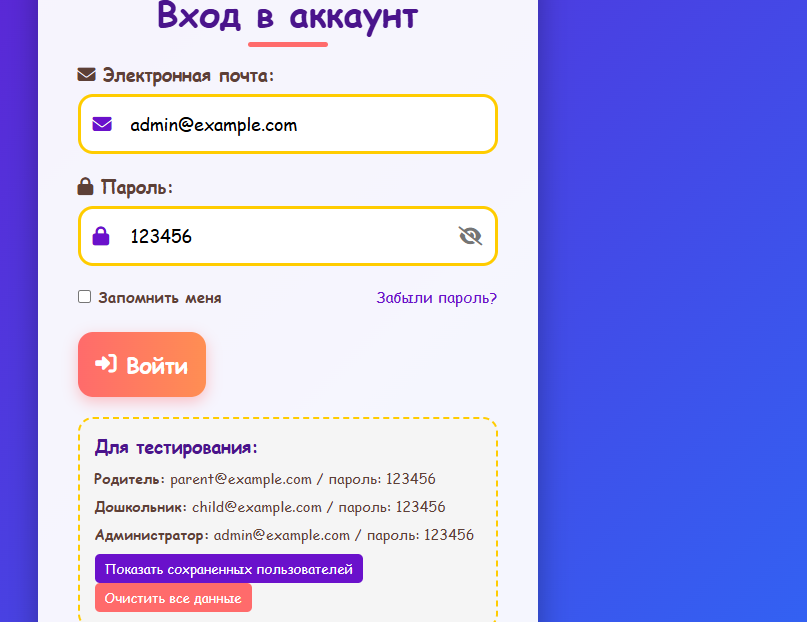 Вход в аккаунт
Электронная почта:
admin@example.com
Пароль:
123456
Запомнить меня
Забыли пароль?
Войти
Для тестирования:
Родитель: parent@example.com / пароль: 123456
Дошкольник: child@example.com / пароль: 123456
Администратор: admin@example.com / пароль: 123456
Показать сохраненных пользователей
Очистить все данные